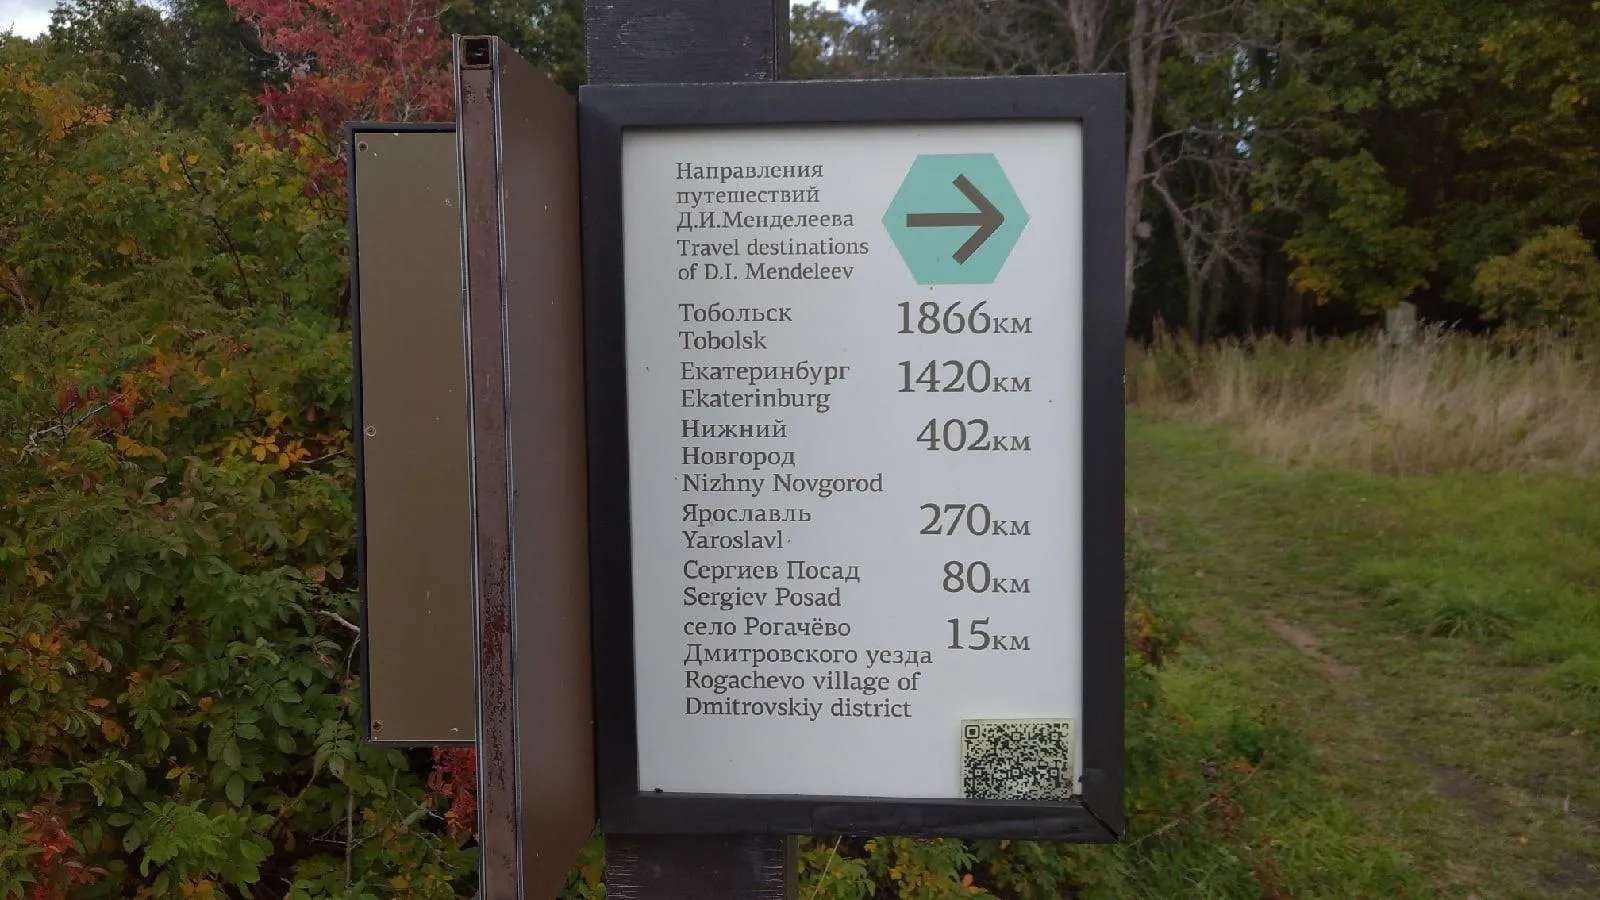 Направления
путешествий
Д.И.Менделеева
Travel destinations
of D.I. Mendeleev
Тобольск 1866км
Tobolsk
Екатеринбург 1420км
Ekaterinburg
Нижний 402км
Новгород
Nizhny Novgorod
Ярославль 270км
Yaroslavl
Сергиев Посад 80км
Sergiev Posad
село Рогачёво 15км
Дмитровского уезда
Rogachevo village of
Dmitrovskiy district